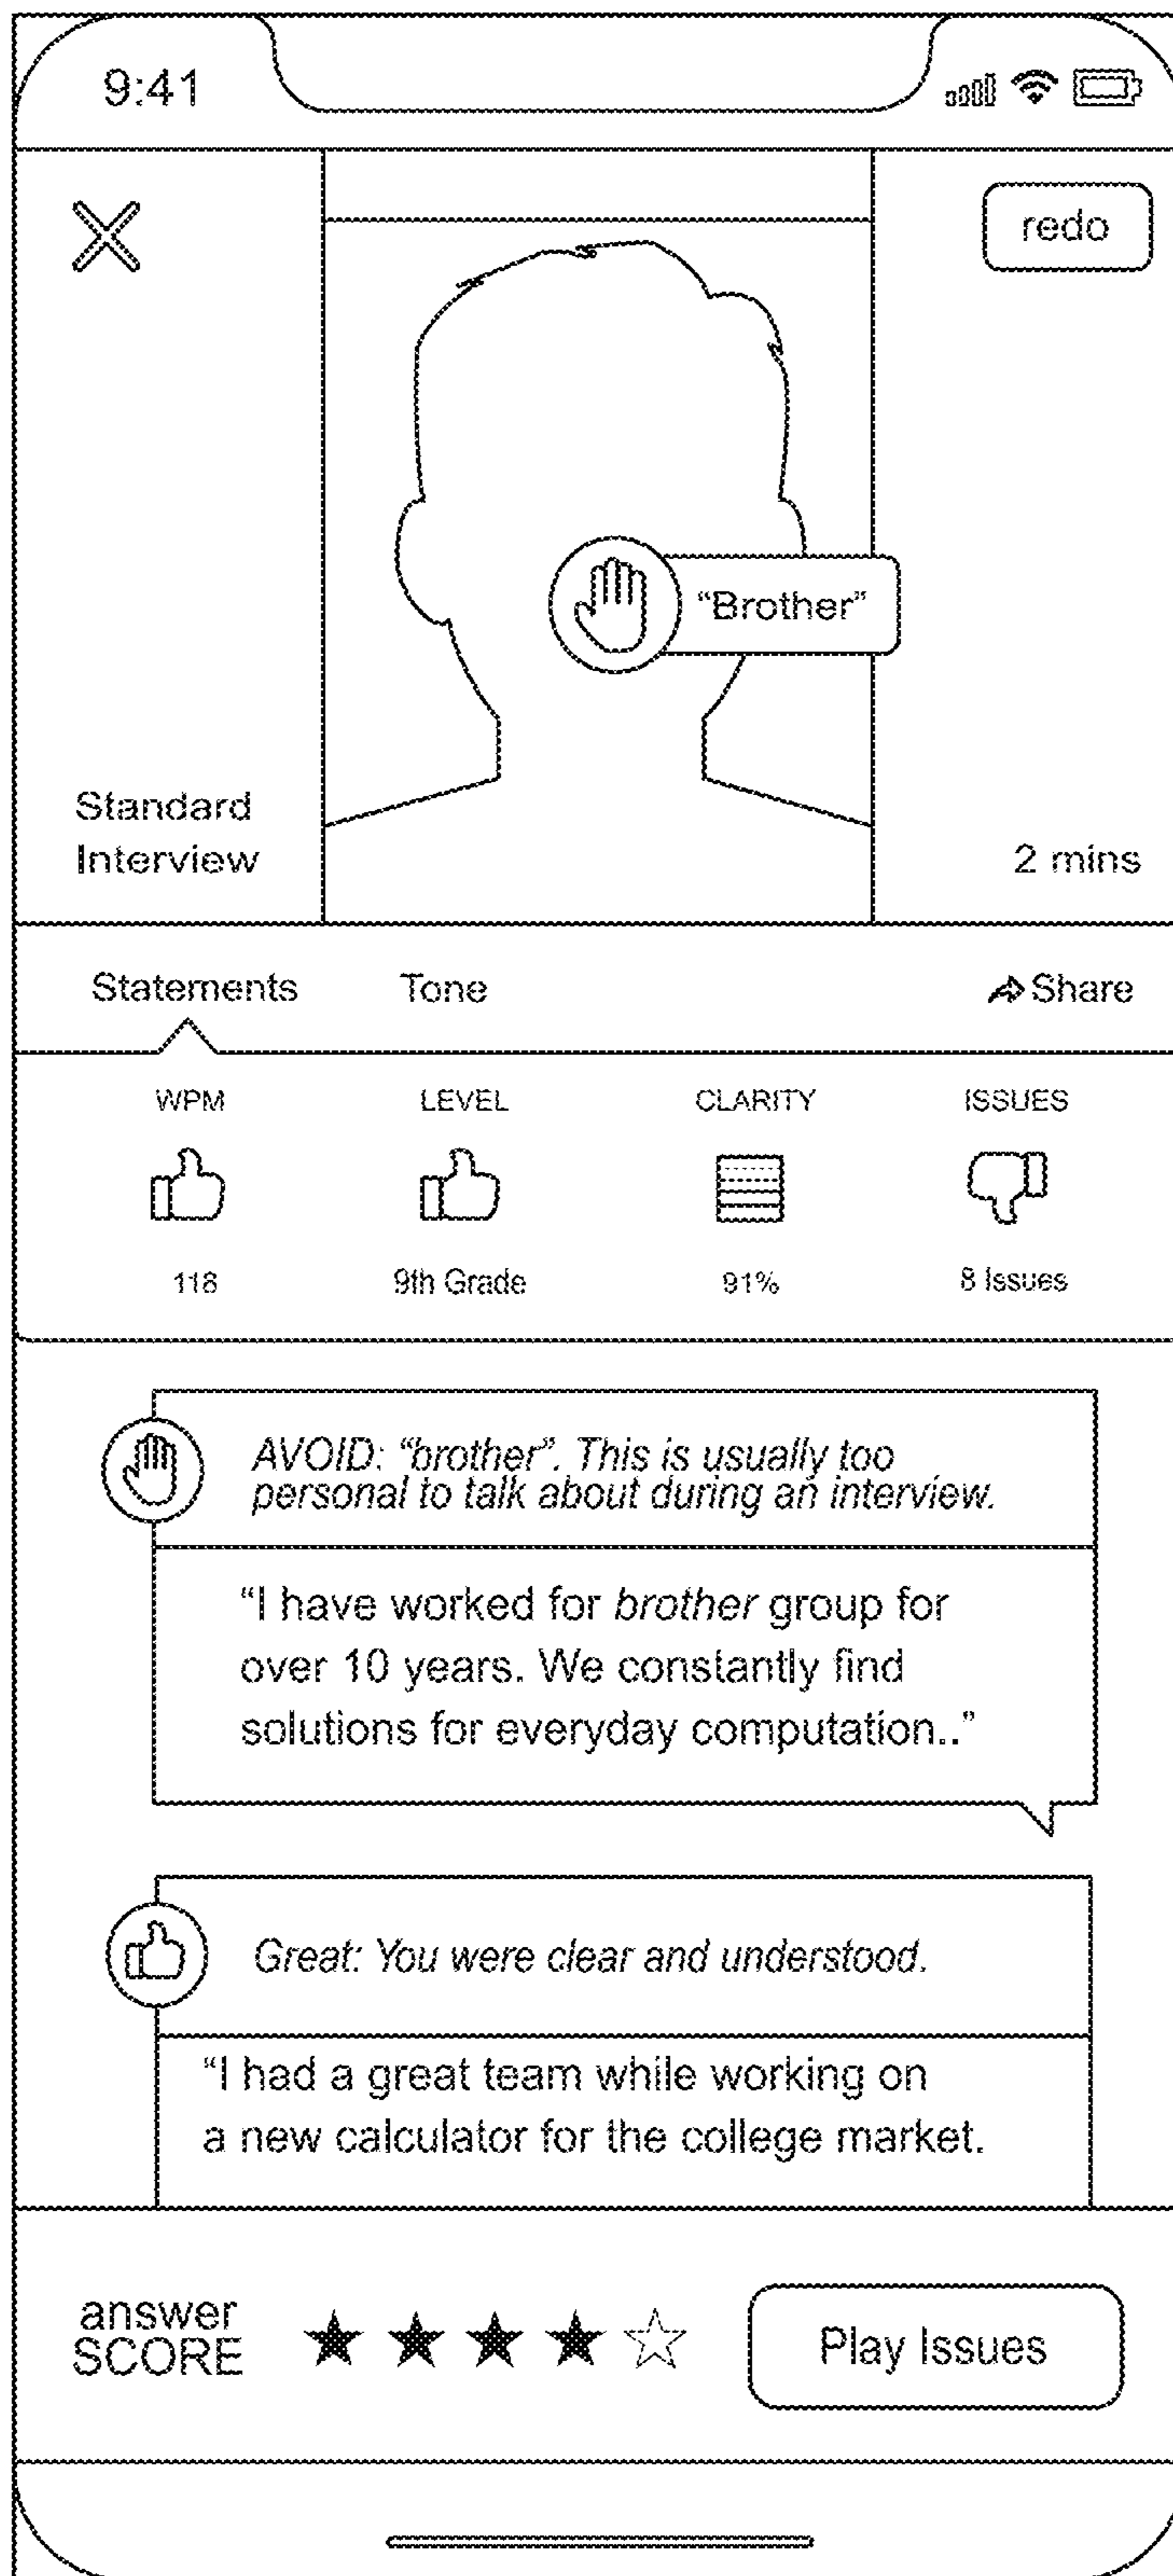 9:41
redo
“Brother”
Standard
Interview
2 mins
Statements Tone Share
WPM LEVEL CLARITY ISSUES
118 9th Grade 91% 8 Issues
AVOID: “brother”. This is usually too
personal to talk about during an interview.
“I have worked for brother group for
over 10 years. We constantly find
solutions for everyday computation..”
Great: You were clear and understood.
“I had a great team while working on
a new calculator for the college market.
answer
SCORE
Play Issues